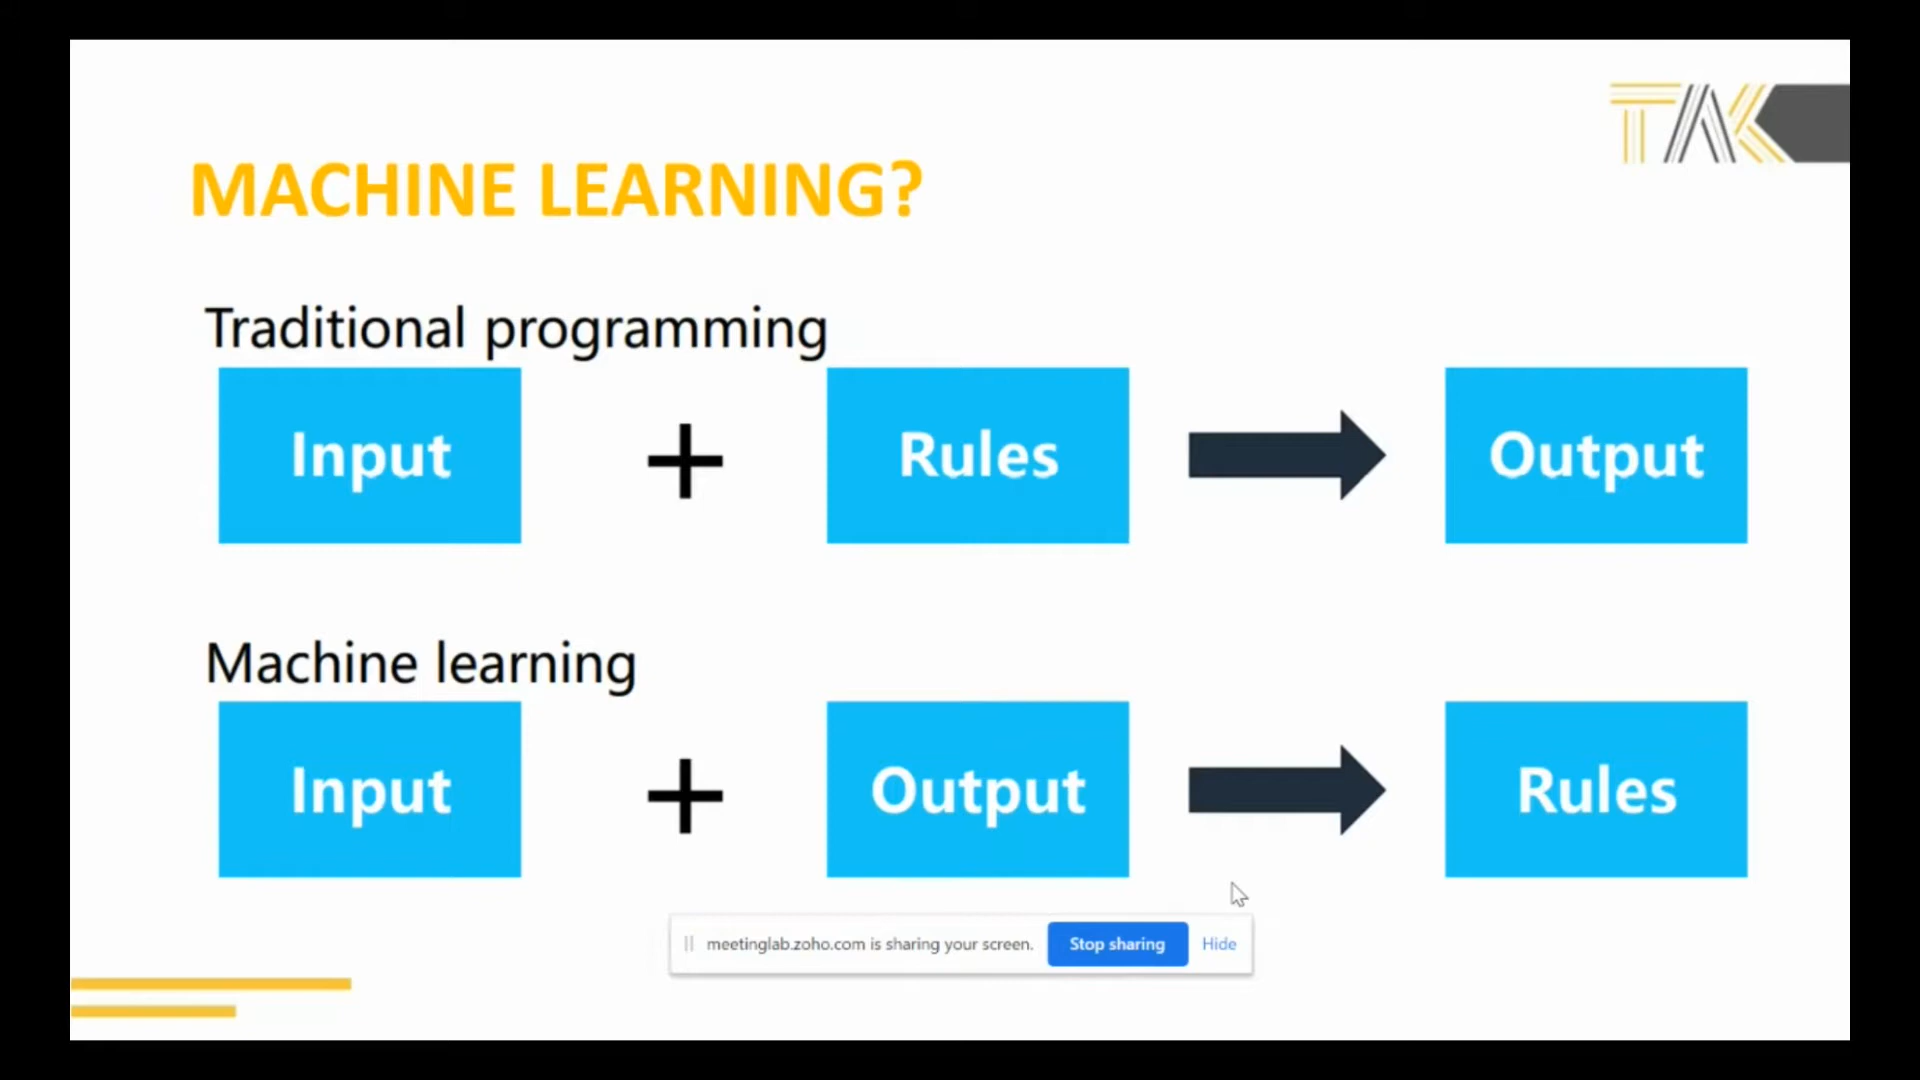 TAK
MACHINE LEARNING?
Traditional programming
Input + Rules Output
Machine learning
Input + Output Rules
meetinglab.zoho.com is sharing your screen. Stop sharing Hide